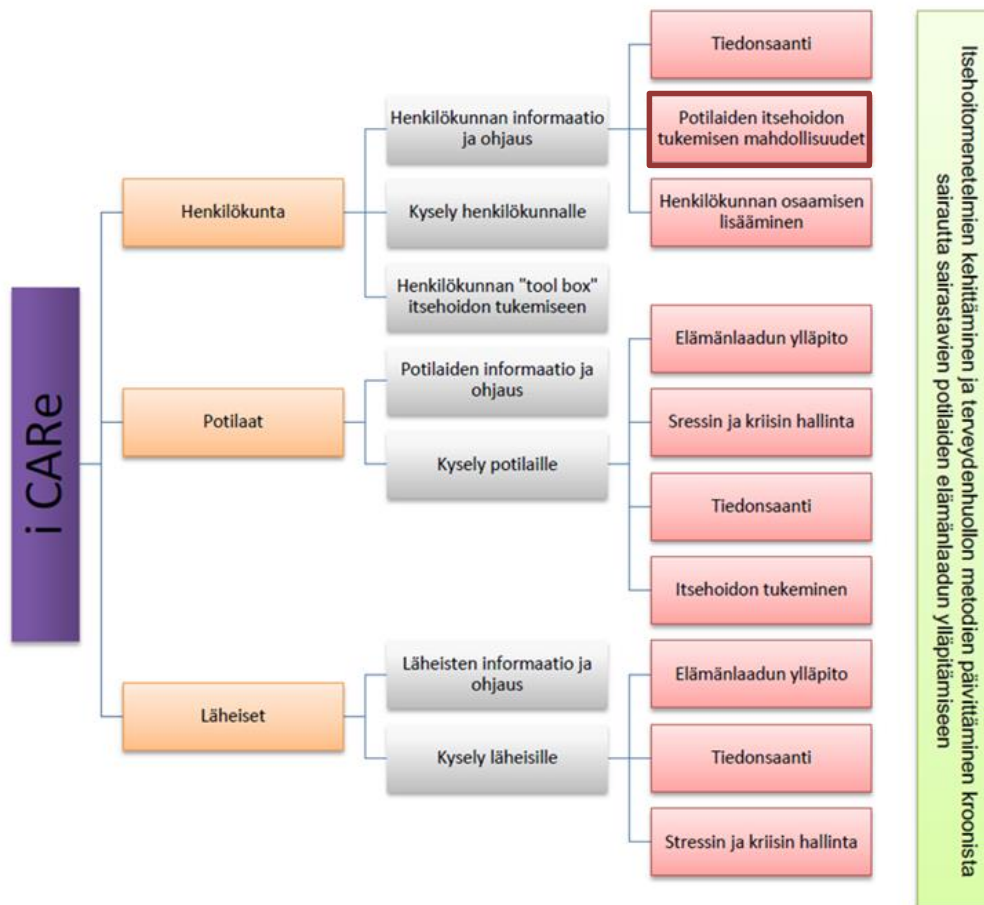 i CARe
Henkilökunta
Henkilökunnan informaatio
ja ohjaus
Tiedonsaanti
Potilaiden itsehoidon
tukemisen mahdollisuudet
Henkilökunnan osaamisen
lisääminen
Kysely henkilökunnalle
Henkilökunnan "tool box"
itsehoidon tukemiseen
Potilaat
Potilaiden informaatio ja
ohjaus
Kysely potilaille
Elämänlaadun ylläpito
Sressin ja kriisin hallinta
Tiedonsaanti
Itsehoidon tukeminen
Läheiset
Läheisten informaatio ja
ohjaus
Kysely läheisille
Elämänlaadun ylläpito
Tiedonsaanti
Stressin ja kriisin hallinta
Itsehoitomenetelmien kehittäminen ja terveydenhuollon metodien päivittäminen kroonista
sairautta sairastavien potilaiden elämänlaadun ylläpitämiseen